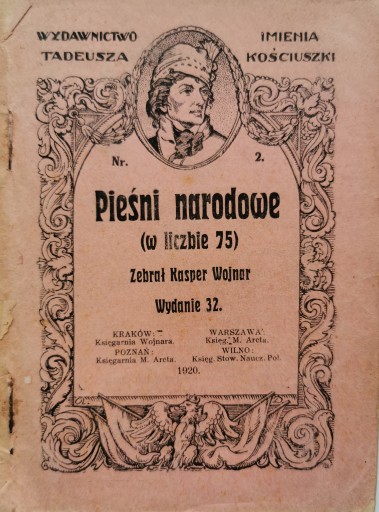 WYDAWNICTWO IMIENIA
TADEUSZA KOŚCIUSZKI
Nr. 2.
Pieśni narodowe
(w liczbie 75)
Zebrał Kasper Wojnar
Wydanie 32.
KRAKÓW: WARSZAWA:
Księgarnia Wojnara. Księg. M. Arcta.
POZNAŃ: WILNO:
Księgarnia M. Arcta. Księg. Stow. Naucz. Pol.
1920.